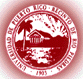 UNIVERSIDAD DE PUERTO RICO - RECINTO DE RIO PIEDRAS
1903